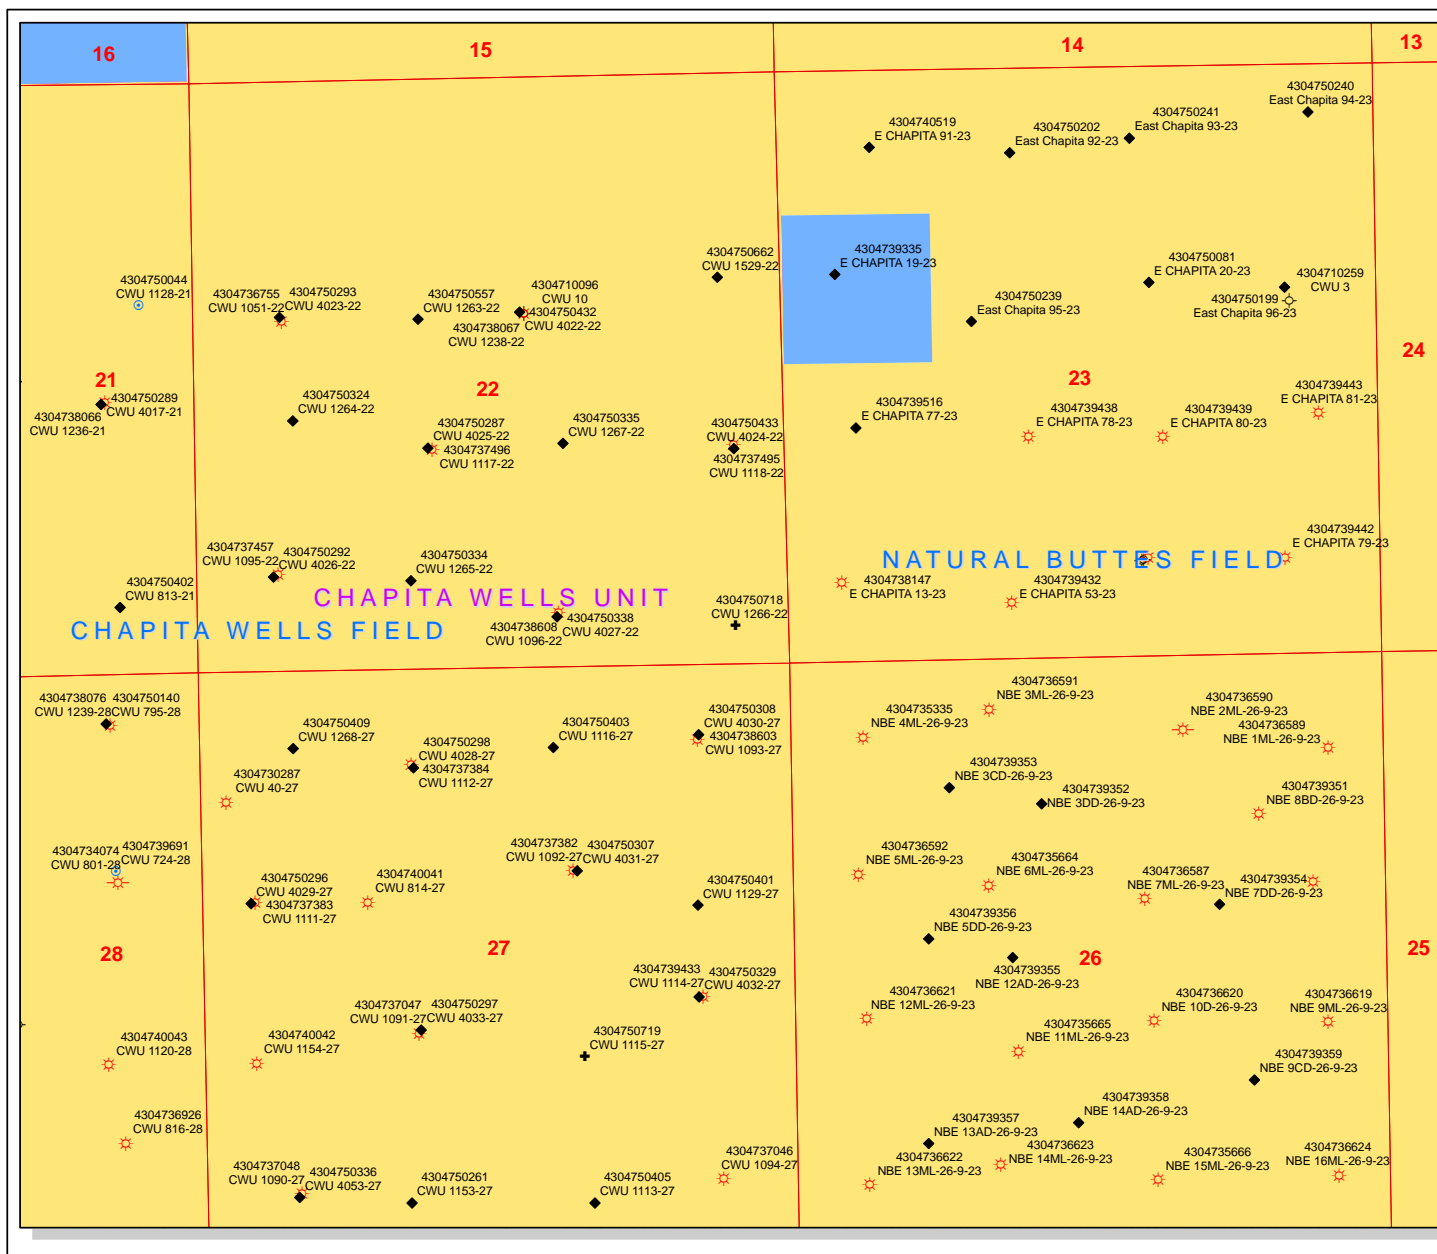 16
15
14
13
4304750240
East Chapita 94-23
4304750241
East Chapita 93-23
4304740519
E CHAPITA 91-23
4304750202
East Chapita 92-23
4304750044
CWU 1128-21
4304736755
CWU 1051-22
4304750293
CWU 4023-22
4304750557
CWU 1263-22
4304710096
CWU 10
4304750432
CWU 4022-22
4304738067
CWU 1238-22
4304750662
CWU 1529-22
4304739335
E CHAPITA 19-23
4304750081
E CHAPITA 20-23
4304710259
CWU 3
4304750199
East Chapita 96-23
4304750239
East Chapita 95-23
21
22
23
24
4304750289
CWU 4017-21
4304738066
CWU 1236-21
4304750324
CWU 1264-22
4304750287
CWU 4025-22
4304737496
CWU 1117-22
4304750335
CWU 1267-22
4304750433
CWU 4024-22
4304737495
CWU 1118-22
4304739516
E CHAPITA 77-23
4304739438
E CHAPITA 78-23
4304739439
E CHAPITA 80-23
4304739443
E CHAPITA 81-23
4304737457
CWU 1095-22
4304750292
CWU 4026-22
4304750334
CWU 1265-22
4304750402
CWU 813-21
CHAPITA WELLS UNIT
CHAPITA WELLS FIELD
4304738608
CWU 1096-22
4304750338
CWU 4027-22
4304750718
CWU 1266-22
NATURAL BUTTES FIELD
4304739442
E CHAPITA 79-23
4304738147
E CHAPITA 13-23
4304739432
E CHAPITA 53-23
4304738076
CWU 1239-28
4304750140
CWU 795-28
4304750409
CWU 1268-27
4304750298
CWU 4028-27
4304737384
CWU 1112-27
4304750403
CWU 1116-27
4304750308
CWU 4030-27
4304738603
CWU 1093-27
4304735335
NBE 4ML-26-9-23
4304736591
NBE 3ML-26-9-23
4304736590
NBE 2ML-26-9-23
4304736589
NBE 1ML-26-9-23
4304730287
CWU 40-27
4304739353
NBE 3CD-26-9-23
4304739352
NBE 3DD-26-9-23
4304739351
NBE 8BD-26-9-23
4304734074
CWU 801-28
4304739691
CWU 724-28
4304737382
CWU 1092-27
4304750307
CWU 4031-27
4304736592
NBE 5ML-26-9-23
4304735664
NBE 6ML-26-9-23
4304736587
NBE 7ML-26-9-23
4304739354
NBE 7DD-26-9-23
4304750296
CWU 4029-27
4304737383
CWU 1111-27
4304740041
CWU 814-27
4304750401
CWU 1129-27
4304739356
NBE 5DD-26-9-23
28
27
26
25
4304739355
NBE 12AD-26-9-23
4304739433
CWU 1114-27
4304750329
CWU 4032-27
4304737047
CWU 1091-27
4304750297
CWU 4033-27
4304736621
NBE 12ML-26-9-23
4304736620
NBE 10D-26-9-23
4304736619
NBE 9ML-26-9-23
4304740043
CWU 1120-28
4304740042
CWU 1154-27
4304750719
CWU 1115-27
4304735665
NBE 11ML-26-9-23
4304739359
NBE 9CD-26-9-23
4304736926
CWU 816-28
4304739358
NBE 14AD-26-9-23
4304739357
NBE 13AD-26-9-23
4304737048
CWU 1090-27
4304750336
CWU 4053-27
4304750261
CWU 1153-27
4304750405
CWU 1113-27
4304737046
CWU 1094-27
4304736622
NBE 13ML-26-9-23
4304736623
NBE 14ML-26-9-23
4304735666
NBE 15ML-26-9-23
4304736624
NBE 16ML-26-9-23